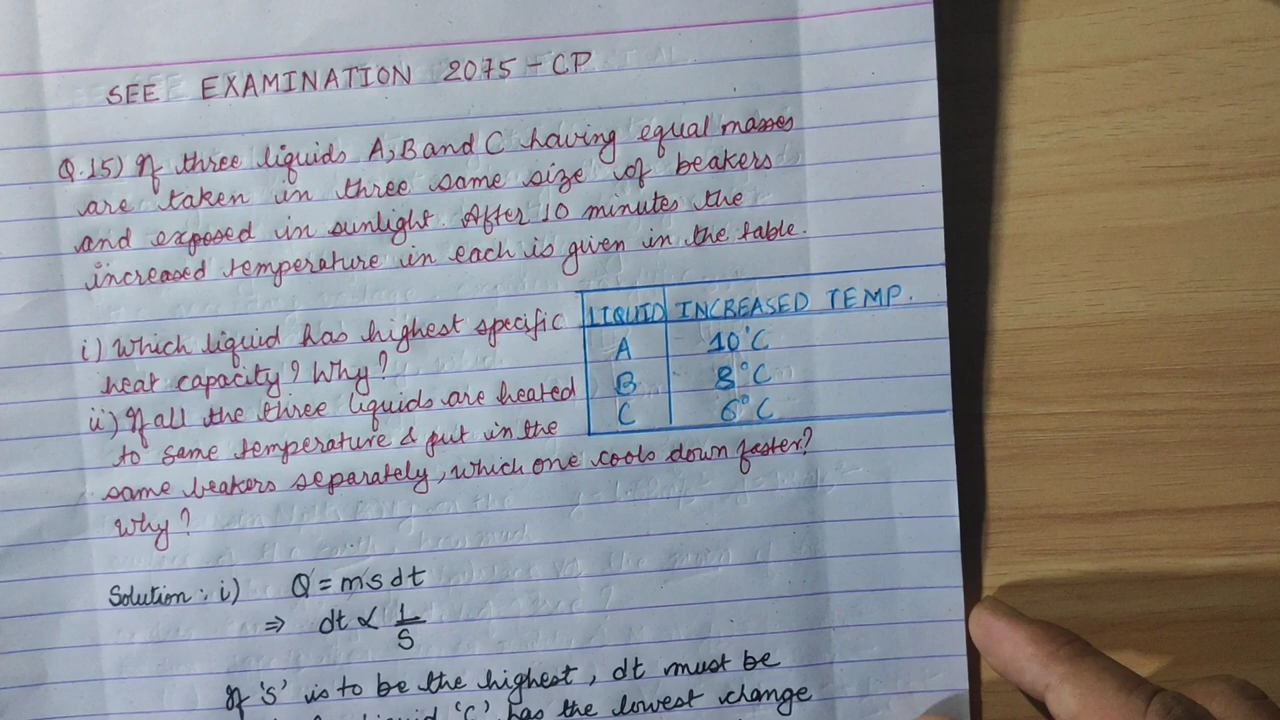 SEE EXAMINATION 2075 - CP
Q.15) If three liquids A, B and C having equal masses
are taken in three same size of beakers
and exposed in sunlight. After 10 minutes the
increased temperature in each is given in the table.
i) Which liquid has highest specific
heat capacity? Why?
ii) If all the three liquids are heated
to same temperature & put in the
same beakers separately, which one cools down faster?
Why?
LIQUID INCREASED TEMP.
A 10°C
B 8°C
C 6°C
Solution: i) Q = msdt
⇒ dt ∝ 1/s
If 's' is to be the highest, dt must be
'C' has the lowest change